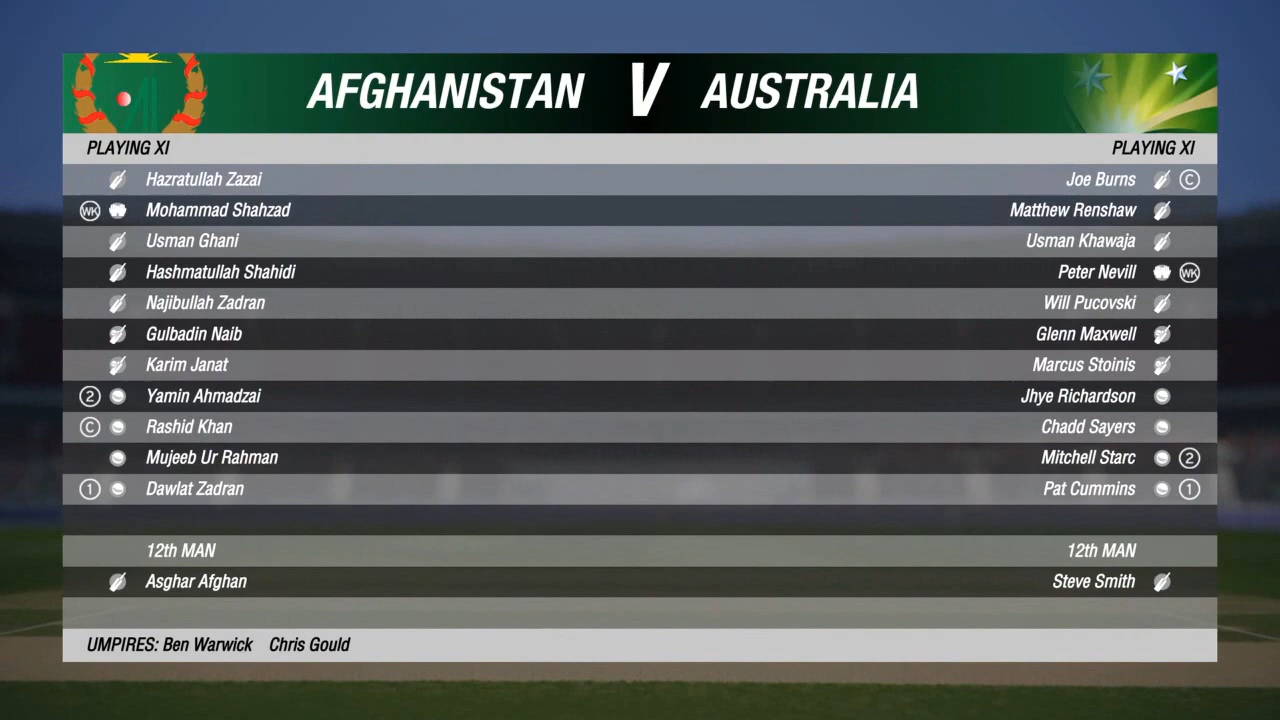 AFGHANISTAN V AUSTRALIA
PLAYING XI PLAYING XI
Hazratullah Zazai Joe Burns C
WK Mohammad Shahzad Matthew Renshaw
Usman Ghani Usman Khawaja
Hashmatullah Shahidi Peter Nevill WK
Najibullah Zadran Will Pucovski
Gulbadin Naib Glenn Maxwell
Karim Janat Marcus Stoinis
2 Yamin Ahmadzai Jhye Richardson
C Rashid Khan Chadd Sayers
Mujeeb Ur Rahman Mitchell Starc 2
1 Dawlat Zadran Pat Cummins 1
12th MAN 12th MAN
Asghar Afghan Steve Smith
UMPIRES: Ben Warwick Chris Gould